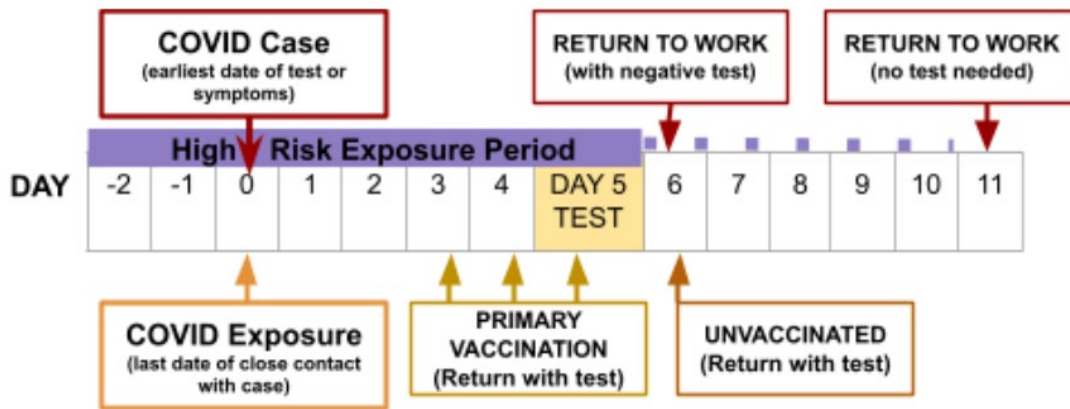 COVID Case
(earliest date of test or
symptoms)
RETURN TO WORK
(with negative test)
RETURN TO WORK
(no test needed)
High Risk Exposure Period
DAY -2 -1 0 1 2 3 4 DAY 5 6 7 8 9 10 11
TEST
COVID Exposure
(last date of close contact
with case)
PRIMARY
VACCINATION
(Return with test)
UNVACCINATED
(Return with test)